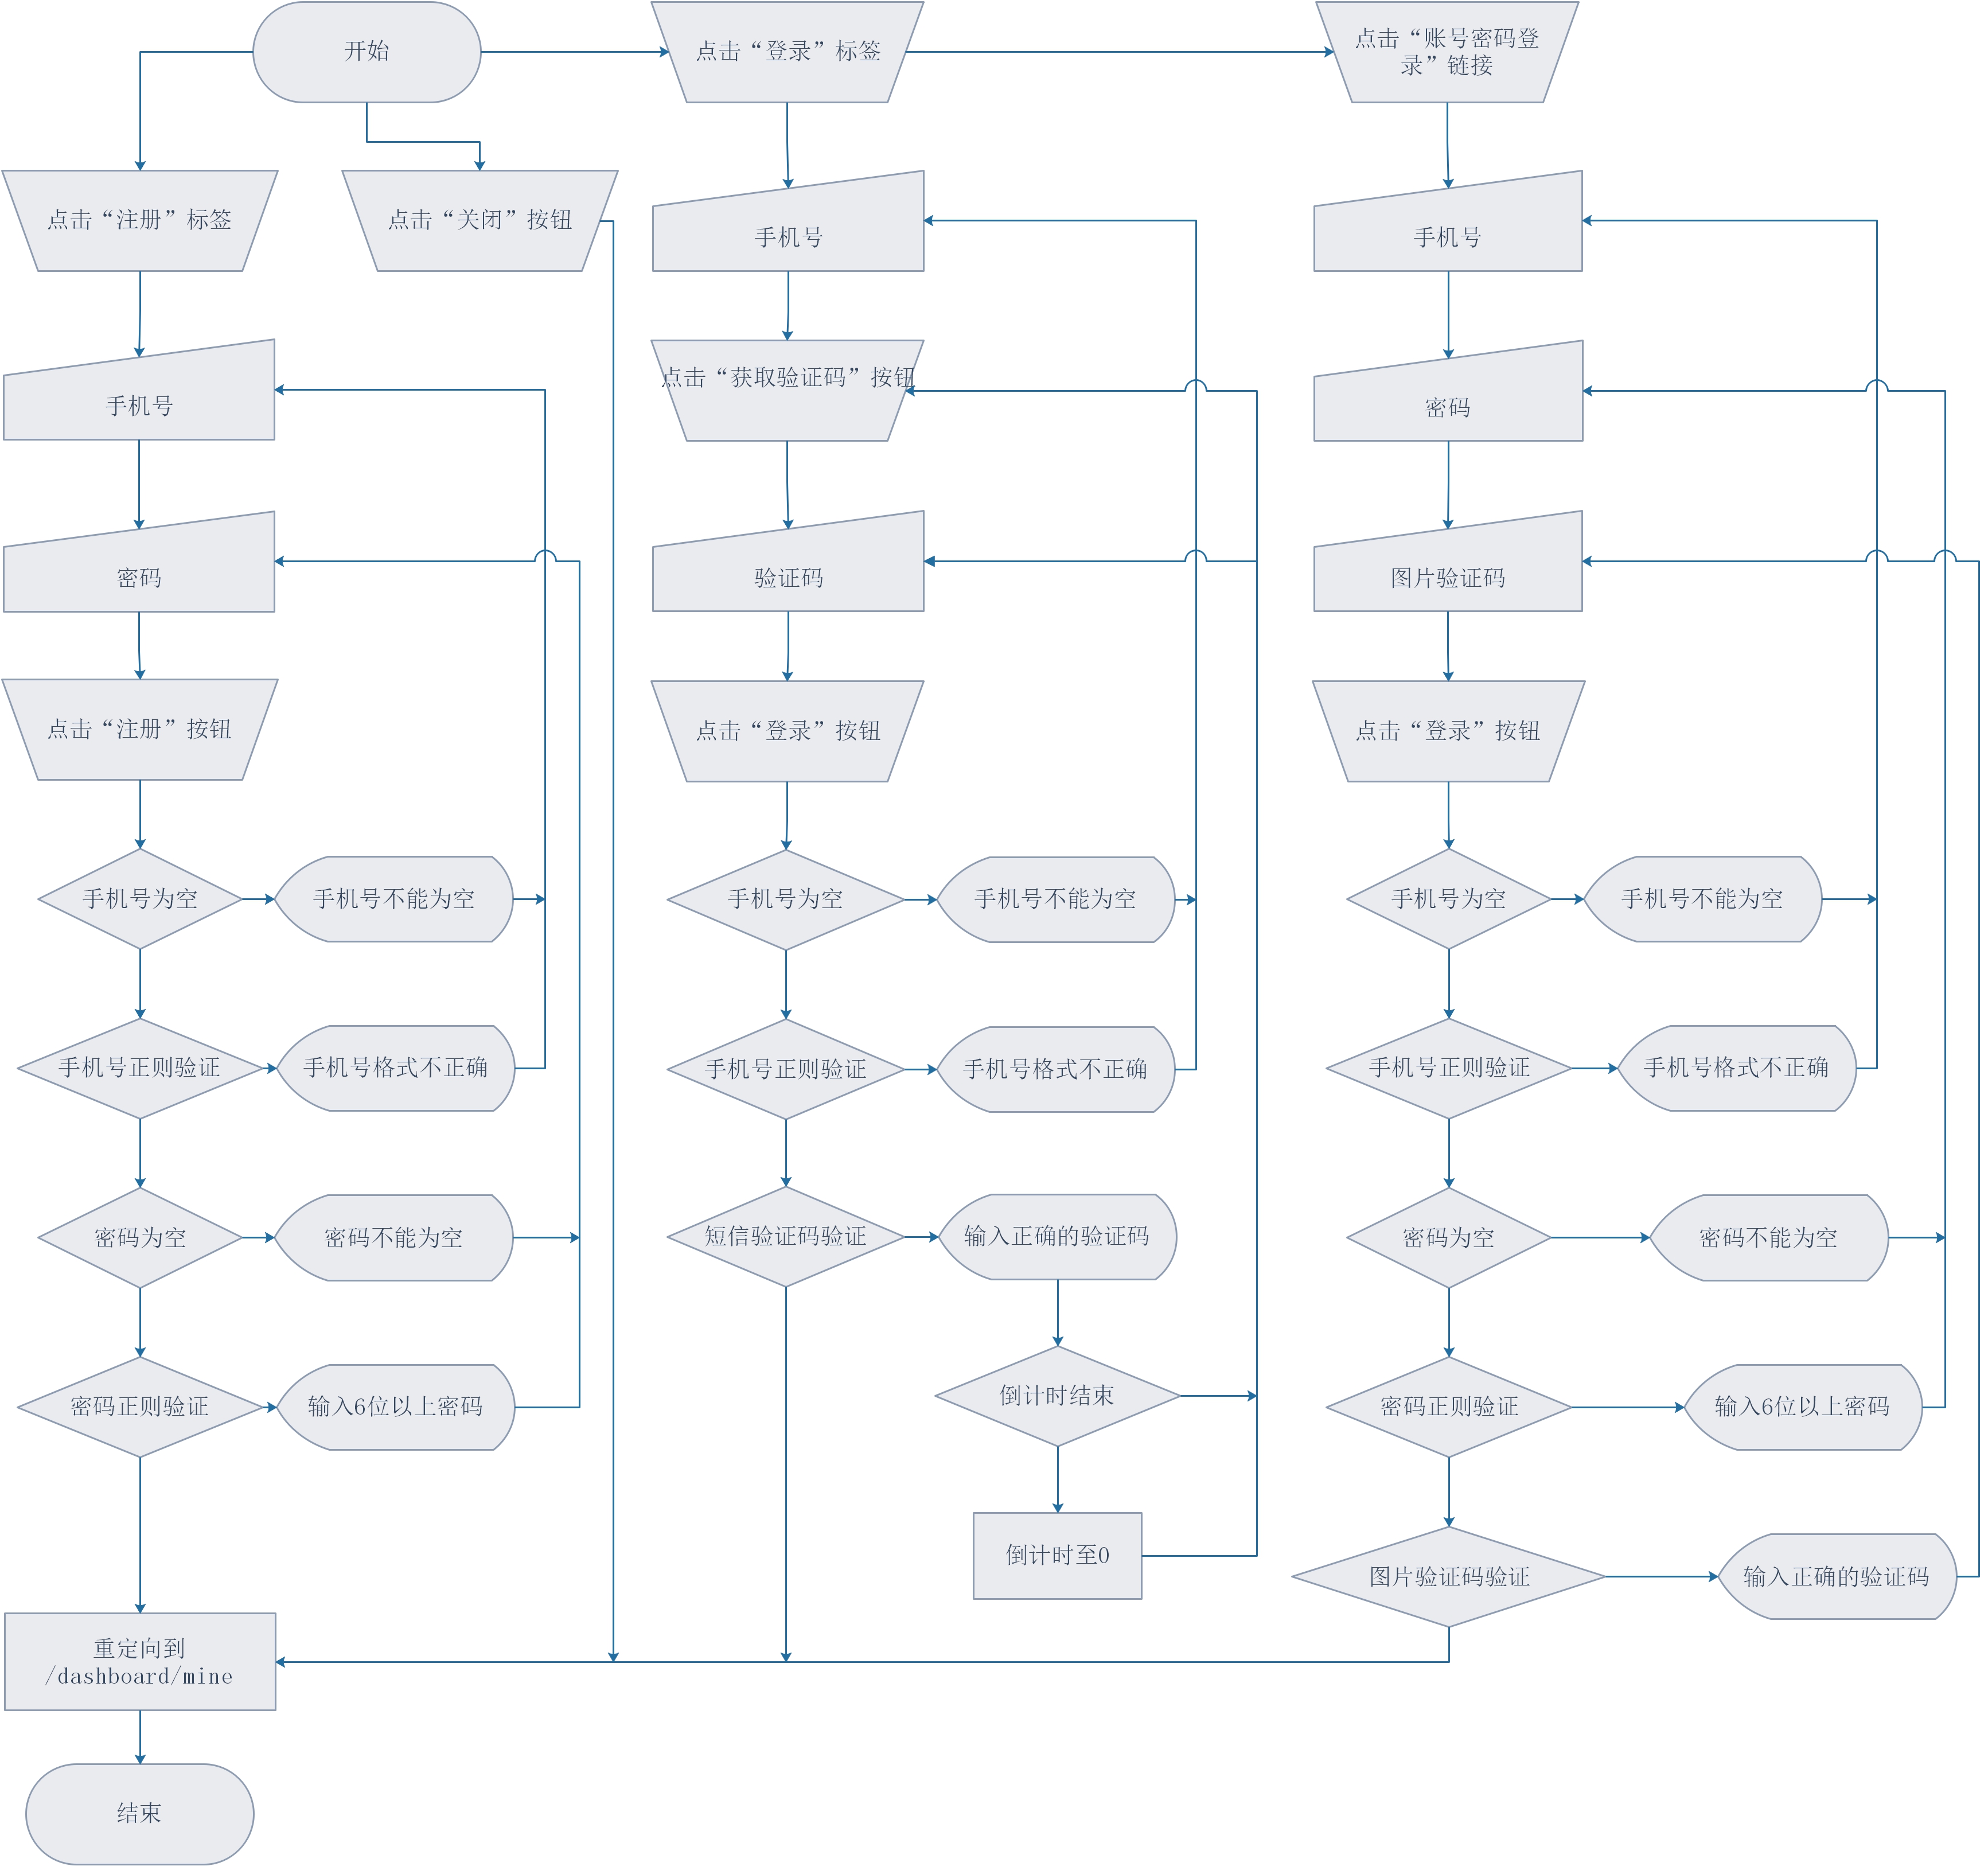 开始
点击“登录”标签
点击“账号密码登
录”链接
点击“注册”标签
点击“关闭”按钮
手机号
手机号
手机号
点击“获取验证码”按钮
密码
密码
验证码
图片验证码
点击“注册”按钮
点击“登录”按钮
点击“登录”按钮
手机号为空
手机号不能为空
手机号为空
手机号不能为空
手机号为空
手机号不能为空
手机号正则验证
手机号格式不正确
手机号正则验证
手机号格式不正确
手机号正则验证
手机号格式不正确
密码为空
密码不能为空
短信验证码验证
输入正确的验证码
密码为空
密码不能为空
密码正则验证
输入6位以上密码
倒计时结束
密码正则验证
输入6位以上密码
倒计时至0
图片验证码验证
输入正确的验证码
重定向到
/dashboard/mine
结束